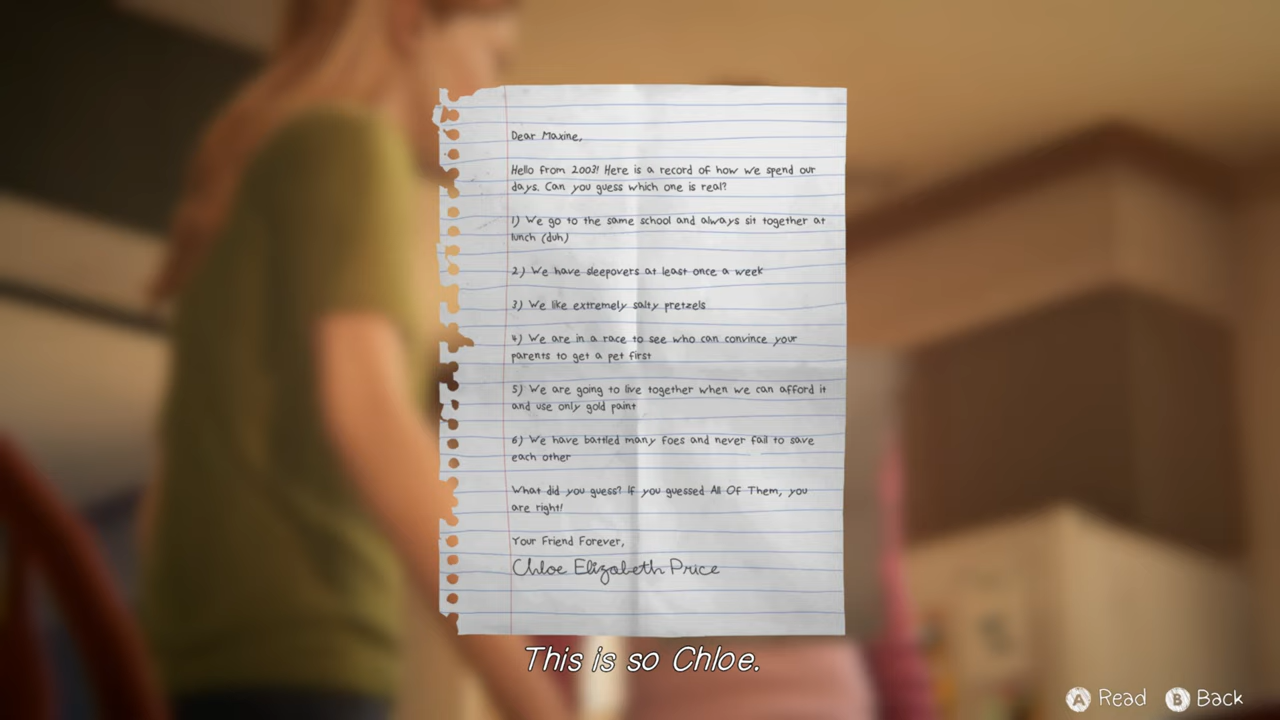 Dear Maxine,
Hello from 2003! Here is a record of how we spend our
days. Can you guess which one is real?
1) We go to the same school and always sit together at
lunch (duh)
2) We have sleepovers at least once a week
3) We like extremely salty pretzels
4) We are in a race to see who can convince your
parents to get a pet first
5) We are going to live together when we can afford it
and use only gold paint
6) We have battled many foes and never fail to save
each other
What did you guess? If you guessed All Of Them, you
are right!
Your Friend Forever,
Chloe Elizabeth Price
This is so Chloe.
A Read B Back